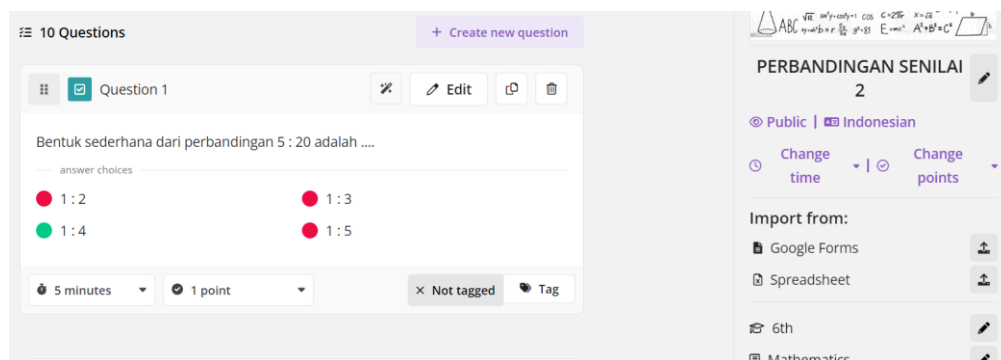 10 Questions
+ Create new question
Question 1
Edit
Bentuk sederhana dari perbandingan 5 : 20 adalah ....
answer choices
1 : 2
1 : 3
1 : 4
1 : 5
5 minutes
1 point
× Not tagged
Tag
ABC
PERBANDINGAN SENILAI
2
Public | Indonesian
Change
time
Change
points
Import from:
Google Forms
Spreadsheet
6th
Mathematics